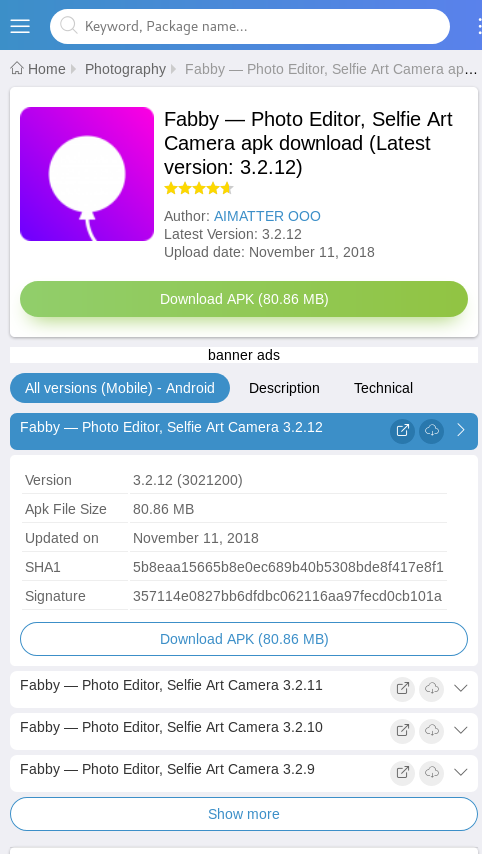 Keyword, Package name...
Home Photography Fabby — Photo Editor, Selfie Art Camera ap...
Fabby — Photo Editor, Selfie Art
Camera apk download (Latest
version: 3.2.12)
Author: AIMATTER OOO
Latest Version: 3.2.12
Upload date: November 11, 2018
Download APK (80.86 MB)
banner ads
All versions (Mobile) - Android Description Technical
Fabby — Photo Editor, Selfie Art Camera 3.2.12
Version 3.2.12 (3021200)
Apk File Size 80.86 MB
Updated on November 11, 2018
SHA1 5b8eaa15665b8e0ec689b40b5308bde8f417e8f1
Signature 357114e0827bb6dfdbc062116aa97fecd0cb101a
Download APK (80.86 MB)
Fabby — Photo Editor, Selfie Art Camera 3.2.11
Fabby — Photo Editor, Selfie Art Camera 3.2.10
Fabby — Photo Editor, Selfie Art Camera 3.2.9
Show more